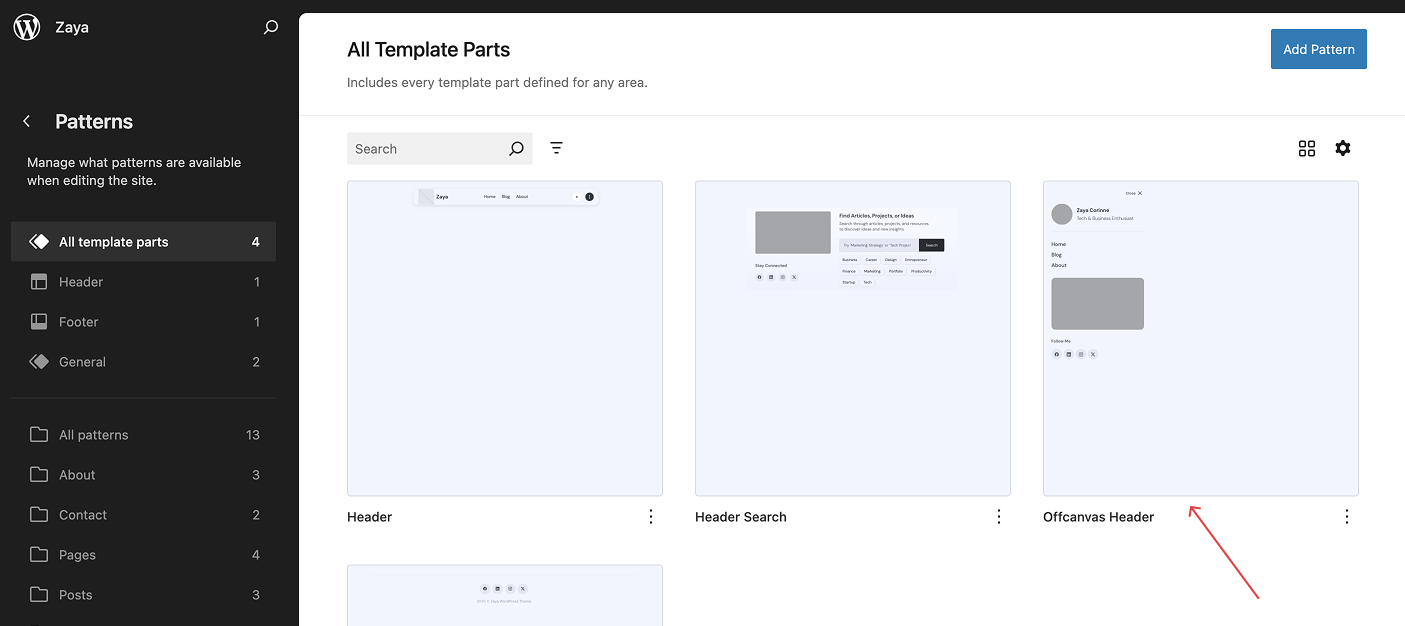 Zaya
Patterns
Manage what patterns are available
when editing the site.
All template parts 4
Header 1
Footer 1
General 2
All patterns 13
About 3
Contact 2
Pages 4
Posts 3
All Template Parts
Includes every template part defined for any area.
Add Pattern
Search
Zaya Home Blog About
Header
Find Articles, Projects, or Ideas
Search through articles, projects, and resources
to discover ideas and new insights.
Try 'Marketing Strategy' or 'Tech Project Search
Business Career Design Entrepreneur
Finance Marketing Portfolio Productivity
Startup Tech
Stay Connected
Header Search
Close
Zaya Corinne
Tech & Business Enthusiast
Home
Blog
About
Follow Me
Offcanvas Header